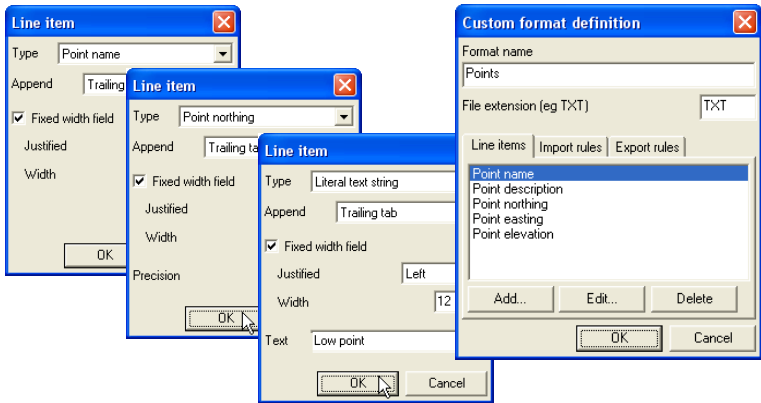 Line item
Type Point name
Append Trailing
Fixed width field
Justified
Width
OK
Line item
Type Point northing
Append Trailing ta
Fixed width field
Justified
Width
Precision
OK
Line item
Type Literal text string
Append Trailing tab
Fixed width field
Justified Left
Width 12
Text Low point
OK Cancel
Custom format definition
Format name
Points
File extension (eg TXT) TXT
Line items Import rules Export rules
Point name
Point description
Point northing
Point easting
Point elevation
Add... Edit... Delete
OK Cancel